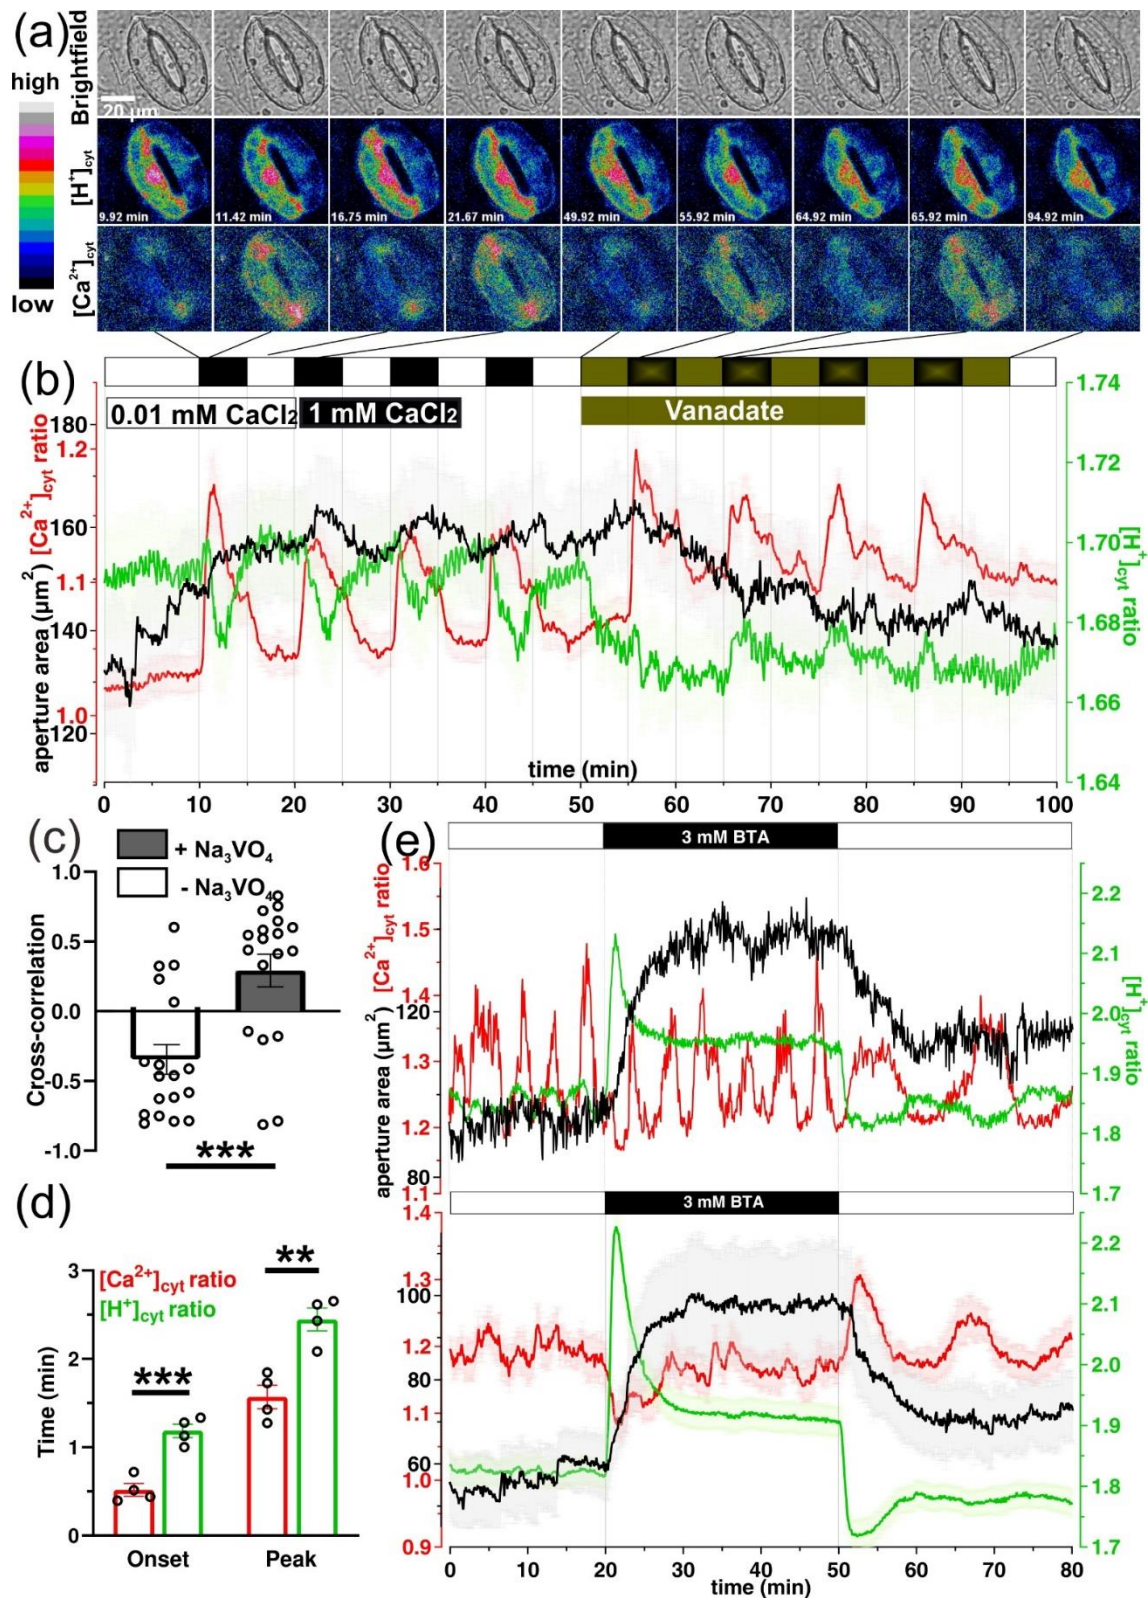 (a)
high
low
Brightfield
20 µm
[H⁺]cyt
9.92 min
11.42 min
16.75 min
21.67 min
49.92 min
55.92 min
64.92 min
65.92 min
94.92 min
[Ca²⁺]cyt
(b)
0.01 mM CaCl₂
1 mM CaCl₂
Vanadate
aperture area (µm²)
[Ca²⁺]cyt ratio
180
160
140
120
1.2
1.1
1.0
1.74
1.72
1.70
1.68
1.66
1.64
[H⁺]cyt ratio
time (min)
0 10 20 30 40 50 60 70 80 90 100
(c)
+ Na₃VO₄
- Na₃VO₄
Cross-correlation
1.0
0.5
0.0
-0.5
-1.0
***
(d)
[Ca²⁺]cyt ratio
[H⁺]cyt ratio
Time (min)
3
2
1
0
***
**
Onset Peak
(e)
3 mM BTA
aperture area (µm²)
[Ca²⁺]cyt ratio
1.6
1.5
1.4
1.3
1.2
1.1
120
80
2.2
2.1
2.0
1.9
1.8
1.7
[H⁺]cyt ratio
3 mM BTA
1.4
1.3
1.2
1.1
1.0
0.9
100
80
60
2.2
2.1
2.0
1.9
1.8
1.7
0 10 20 30 40 50 60 70 80
time (min)